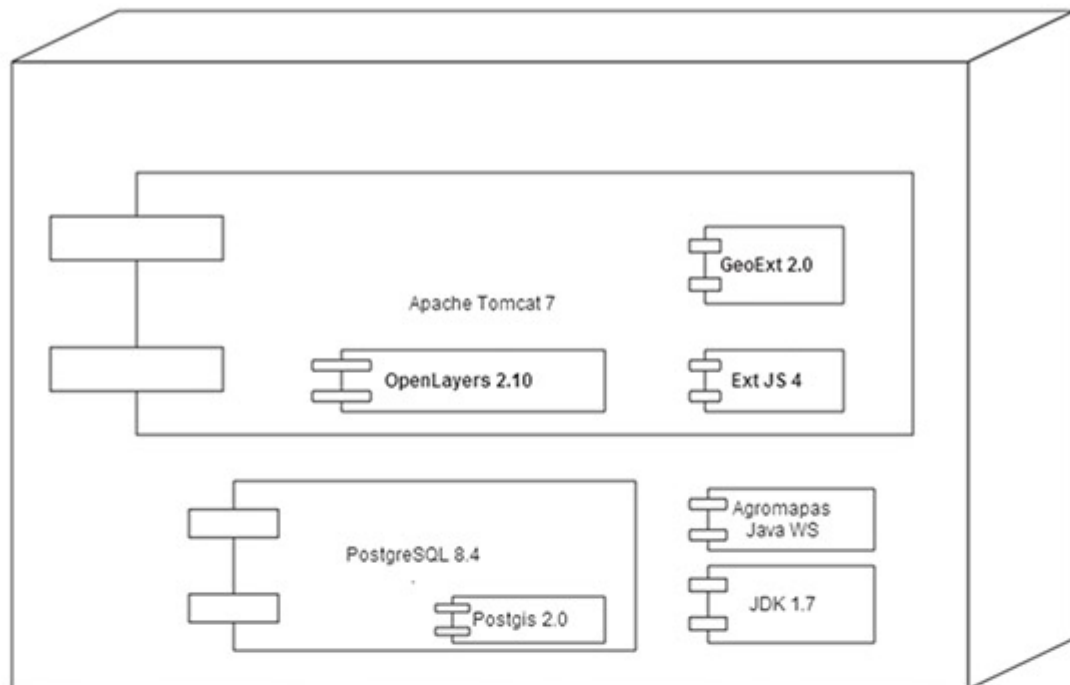 GeoExt 2.0
Apache Tomcat 7
OpenLayers 2.10
Ext JS 4
Agromapas
Java WS
PostgreSQL 8.4
JDK 1.7
Postgis 2.0